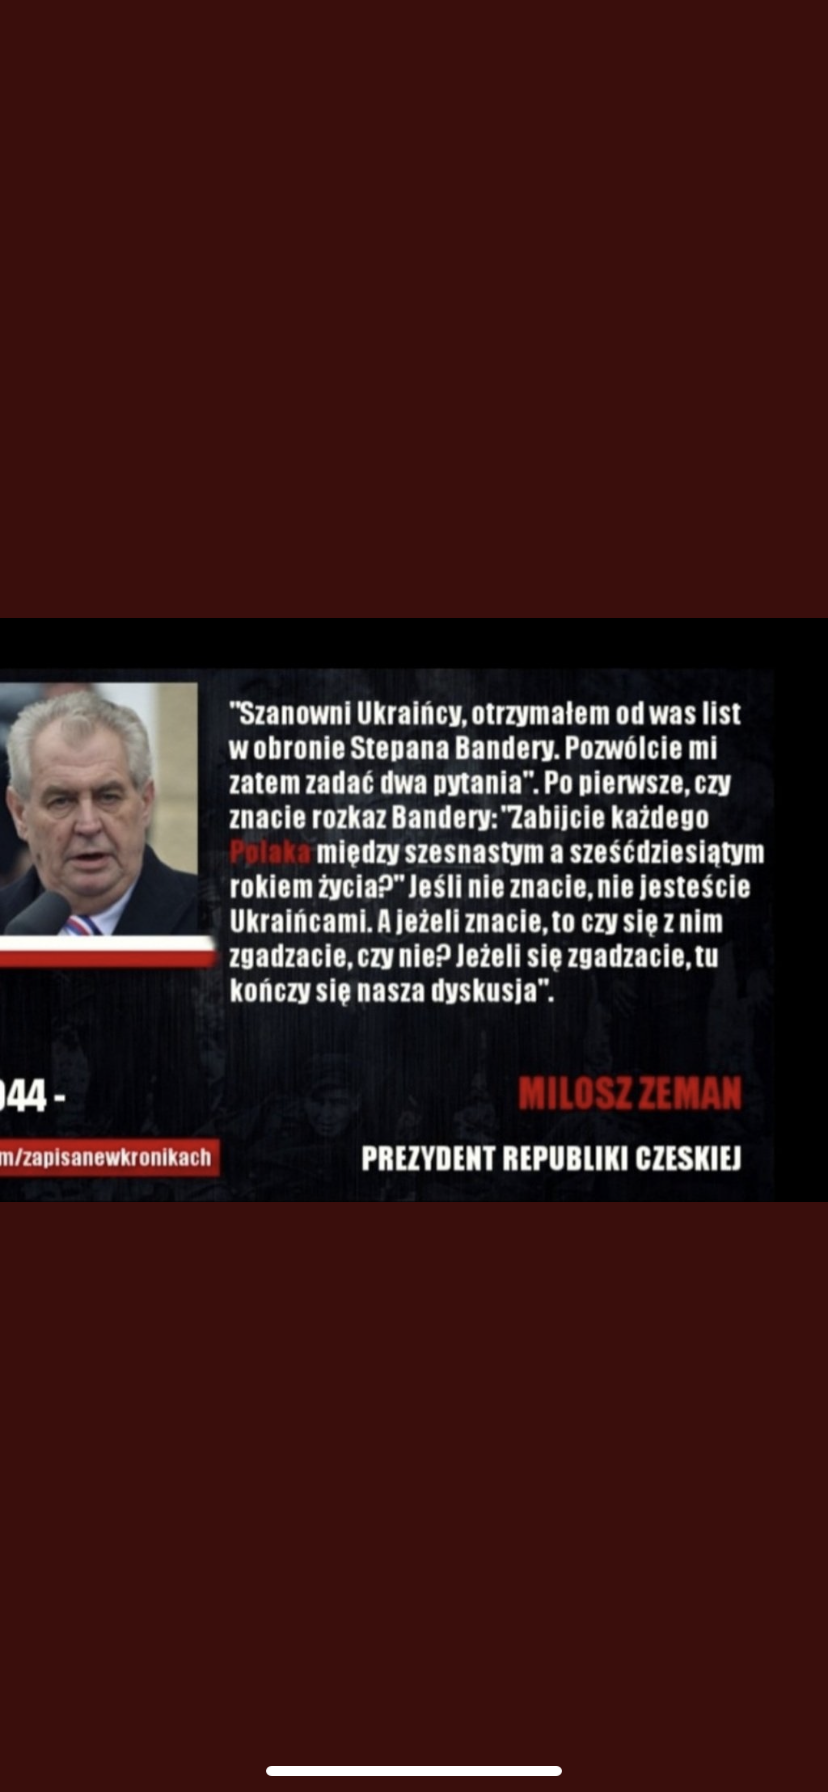 "Szanowni Ukraińcy, otrzymałem od was list
w obronie Stepana Bandery. Pozwólcie mi
zatem zadać dwa pytania". Po pierwsze, czy
znacie rozkaz Bandery: "Zabijcie każdego
Polaka między szesnastym a sześćdziesiątym
rokiem życia?" Jeśli nie znacie, nie jesteście
Ukraińcami. A jeżeli znacie, to czy się z nim
zgadzacie, czy nie? Jeżeli się zgadzacie, tu
kończy się nasza dyskusja".
944 -
MILOSZ ZEMAN
m/zapisanewkronikach
PREZYDENT REPUBLIKI CZESKIEJ